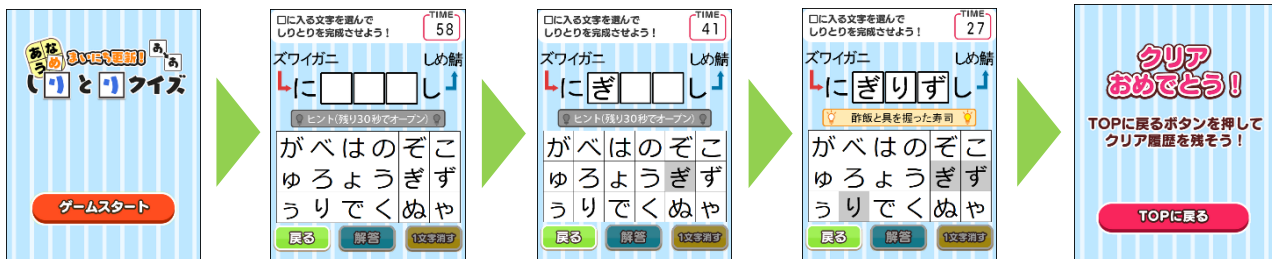 あなうめ
まいにち更新！
あ、あ
しりとりクイズ
ゲームスタート
□に入る文字を選んで
しりとりを完成させよう！
TIME
58
ズワイガニ
しめ鯖
に□□□し
ヒント(残り30秒でオープン)
がべはのぞこ
ゅろょうぎず
うりでくぬや
戻る
解答
1文字消す
□に入る文字を選んで
しりとりを完成させよう！
TIME
41
ズワイガニ
しめ鯖
にぎ□□し
ヒント(残り30秒でオープン)
がべはのぞこ
ゅろょうぎず
うりでくぬや
戻る
解答
1文字消す
□に入る文字を選んで
しりとりを完成させよう！
TIME
27
ズワイガニ
しめ鯖
にぎりずし
酢飯と具を握った寿司
がべはのぞこ
ゅろょうぎず
うりでくぬや
戻る
解答
1文字消す
クリア
おめでとう！
TOPに戻るボタンを押して
クリア履歴を残そう！
TOPに戻る